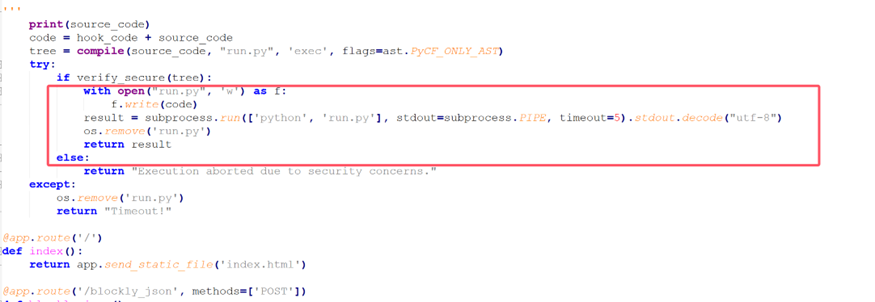 '''
    print(source_code)
    code = hook_code + source_code
    tree = compile(source_code, "run.py", 'exec', flags=ast.PyCF_ONLY_AST)
    try:
        if verify_secure(tree):
            with open("run.py", 'w') as f:
                f.write(code)
            result = subprocess.run(['python', 'run.py'], stdout=subprocess.PIPE, timeout=5).stdout.decode("utf-8")
            os.remove('run.py')
            return result
        else:
            return "Execution aborted due to security concerns."
    except:
        os.remove('run.py')
        return "Timeout!"
@app.route('/')
def index():
    return app.send_static_file('index.html')
@app.route('/blockly_json', methods=['POST'])